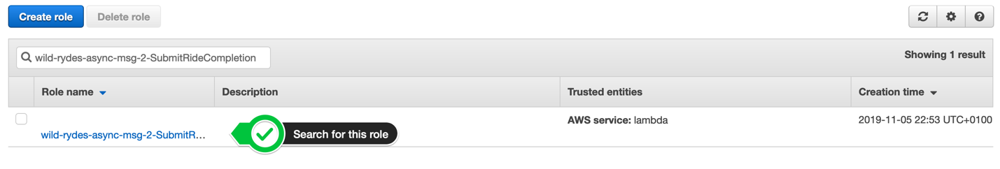 Create role Delete role
wild-rydes-async-msg-2-SubmitRideCompletion Showing 1 result
Role name Description Trusted entities Creation time
AWS service: lambda 2019-11-05 22:53 UTC+0100
wild-rydes-async-msg-2-SubmitR... Search for this role